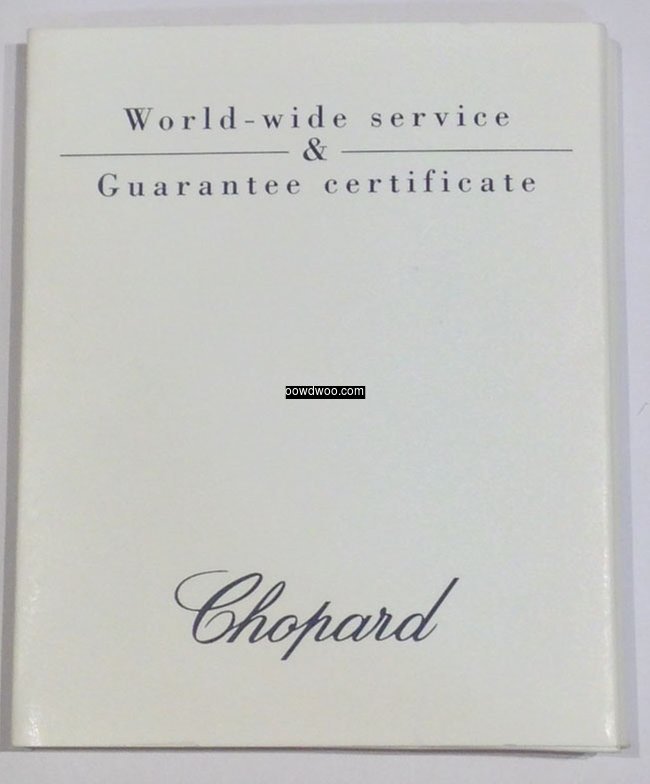 World-wide service
&
Guarantee certificate
powdwoo.com
Chopard